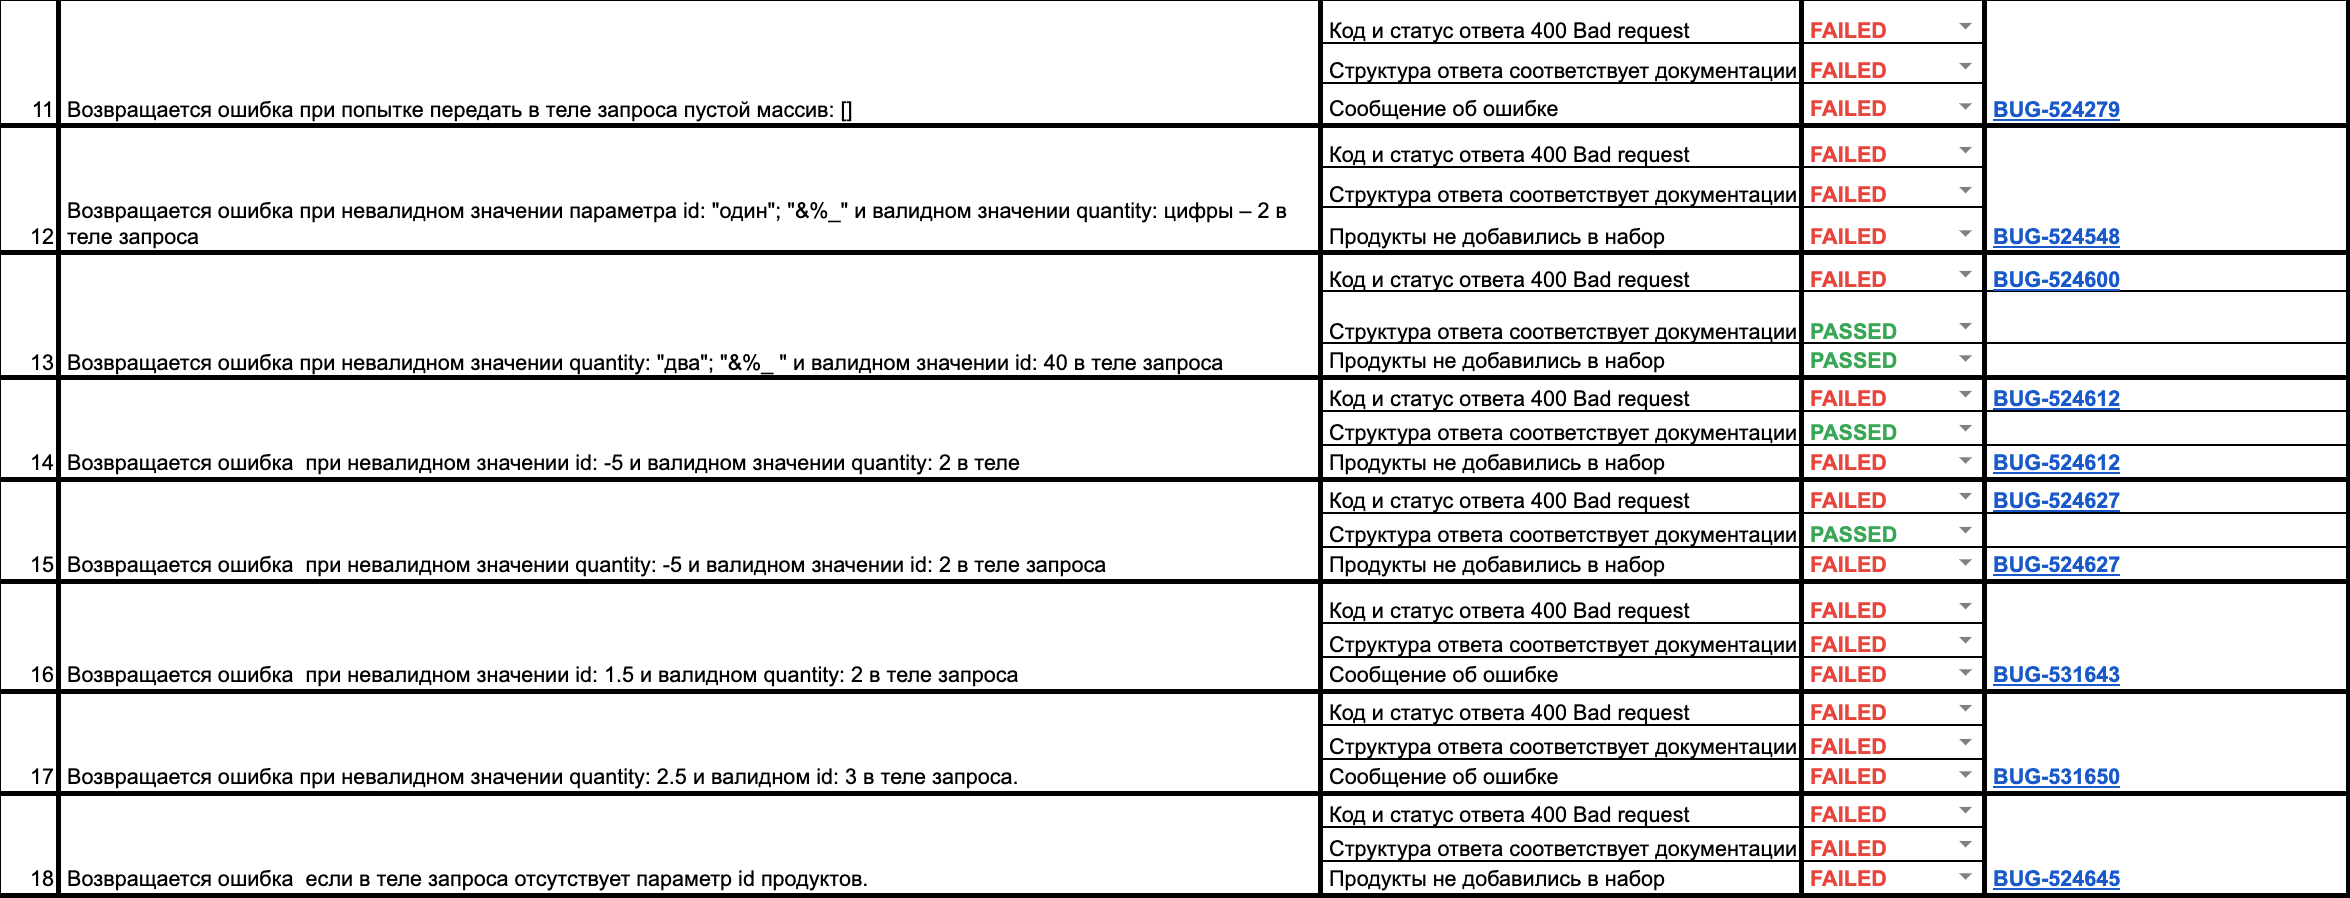 Код и статус ответа 400 Bad request FAILED
Структура ответа соответствует документации FAILED
11 Возвращается ошибка при попытке передать в теле запроса пустой массив: [] Сообщение об ошибке FAILED BUG-524279
Код и статус ответа 400 Bad request FAILED
Структура ответа соответствует документации FAILED
Возвращается ошибка при невалидном значении параметра id: "один"; "&%_" и валидном значении quantity: цифры – 2 в
12 теле запроса Продукты не добавились в набор FAILED BUG-524548
Код и статус ответа 400 Bad request FAILED BUG-524600
Структура ответа соответствует документации PASSED
13 Возвращается ошибка при невалидном значении quantity: "два"; "&%_ " и валидном значении id: 40 в теле запроса Продукты не добавились в набор PASSED
Код и статус ответа 400 Bad request FAILED BUG-524612
Структура ответа соответствует документации PASSED
14 Возвращается ошибка  при невалидном значении id: -5 и валидном значении quantity: 2 в теле Продукты не добавились в набор FAILED BUG-524612
Код и статус ответа 400 Bad request FAILED BUG-524627
Структура ответа соответствует документации PASSED
15 Возвращается ошибка  при невалидном значении quantity: -5 и валидном значении id: 2 в теле запроса Продукты не добавились в набор FAILED BUG-524627
Код и статус ответа 400 Bad request FAILED
Структура ответа соответствует документации FAILED
16 Возвращается ошибка  при невалидном значении id: 1.5 и валидном quantity: 2 в теле запроса Сообщение об ошибке FAILED BUG-531643
Код и статус ответа 400 Bad request FAILED
Структура ответа соответствует документации FAILED
17 Возвращается ошибка при невалидном значении quantity: 2.5 и валидном id: 3 в теле запроса. Сообщение об ошибке FAILED BUG-531650
Код и статус ответа 400 Bad request FAILED
Структура ответа соответствует документации FAILED
18 Возвращается ошибка  если в теле запроса отсутствует параметр id продуктов. Продукты не добавились в набор FAILED BUG-524645